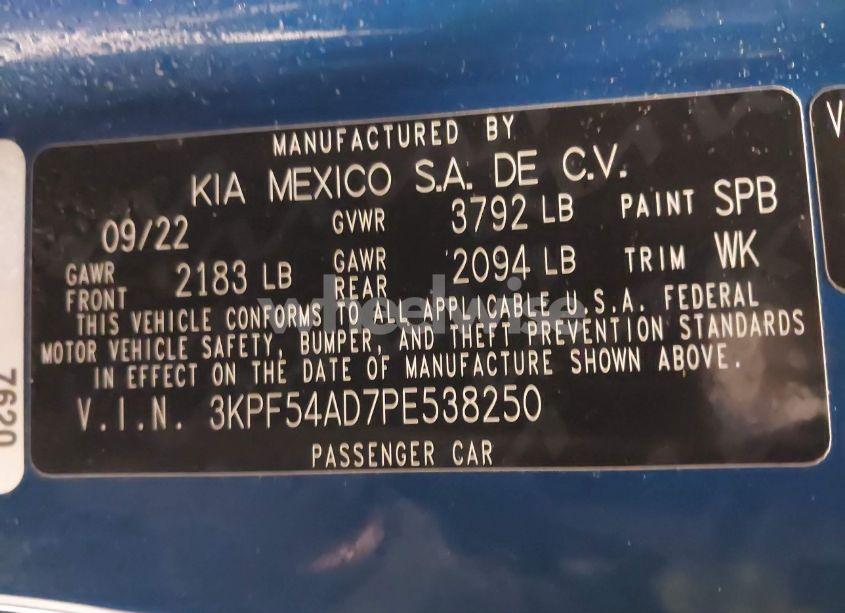 MANUFACTURED BY
KIA MEXICO S.A. DE C.V.
09/22 GVWR 3792 LB PAINT SPB
GAWR FRONT 2183 LB GAWR REAR 2094 LB TRIM WK
THIS VEHICLE CONFORMS TO ALL APPLICABLE U.S.A. FEDERAL
MOTOR VEHICLE SAFETY, BUMPER, AND THEFT PREVENTION STANDARDS
IN EFFECT ON THE DATE OF MANUFACTURE SHOWN ABOVE.
V.I.N. 3KPF54AD7PE538250
PASSENGER CAR
wheelwise
7620
V